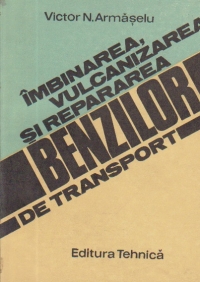 Victor N.Armășelu
ÎMBINAREA,
VULCANIZAREA
ȘI REPARAREA
BENZILOR
DE TRANSPORT
Editura Tehnică